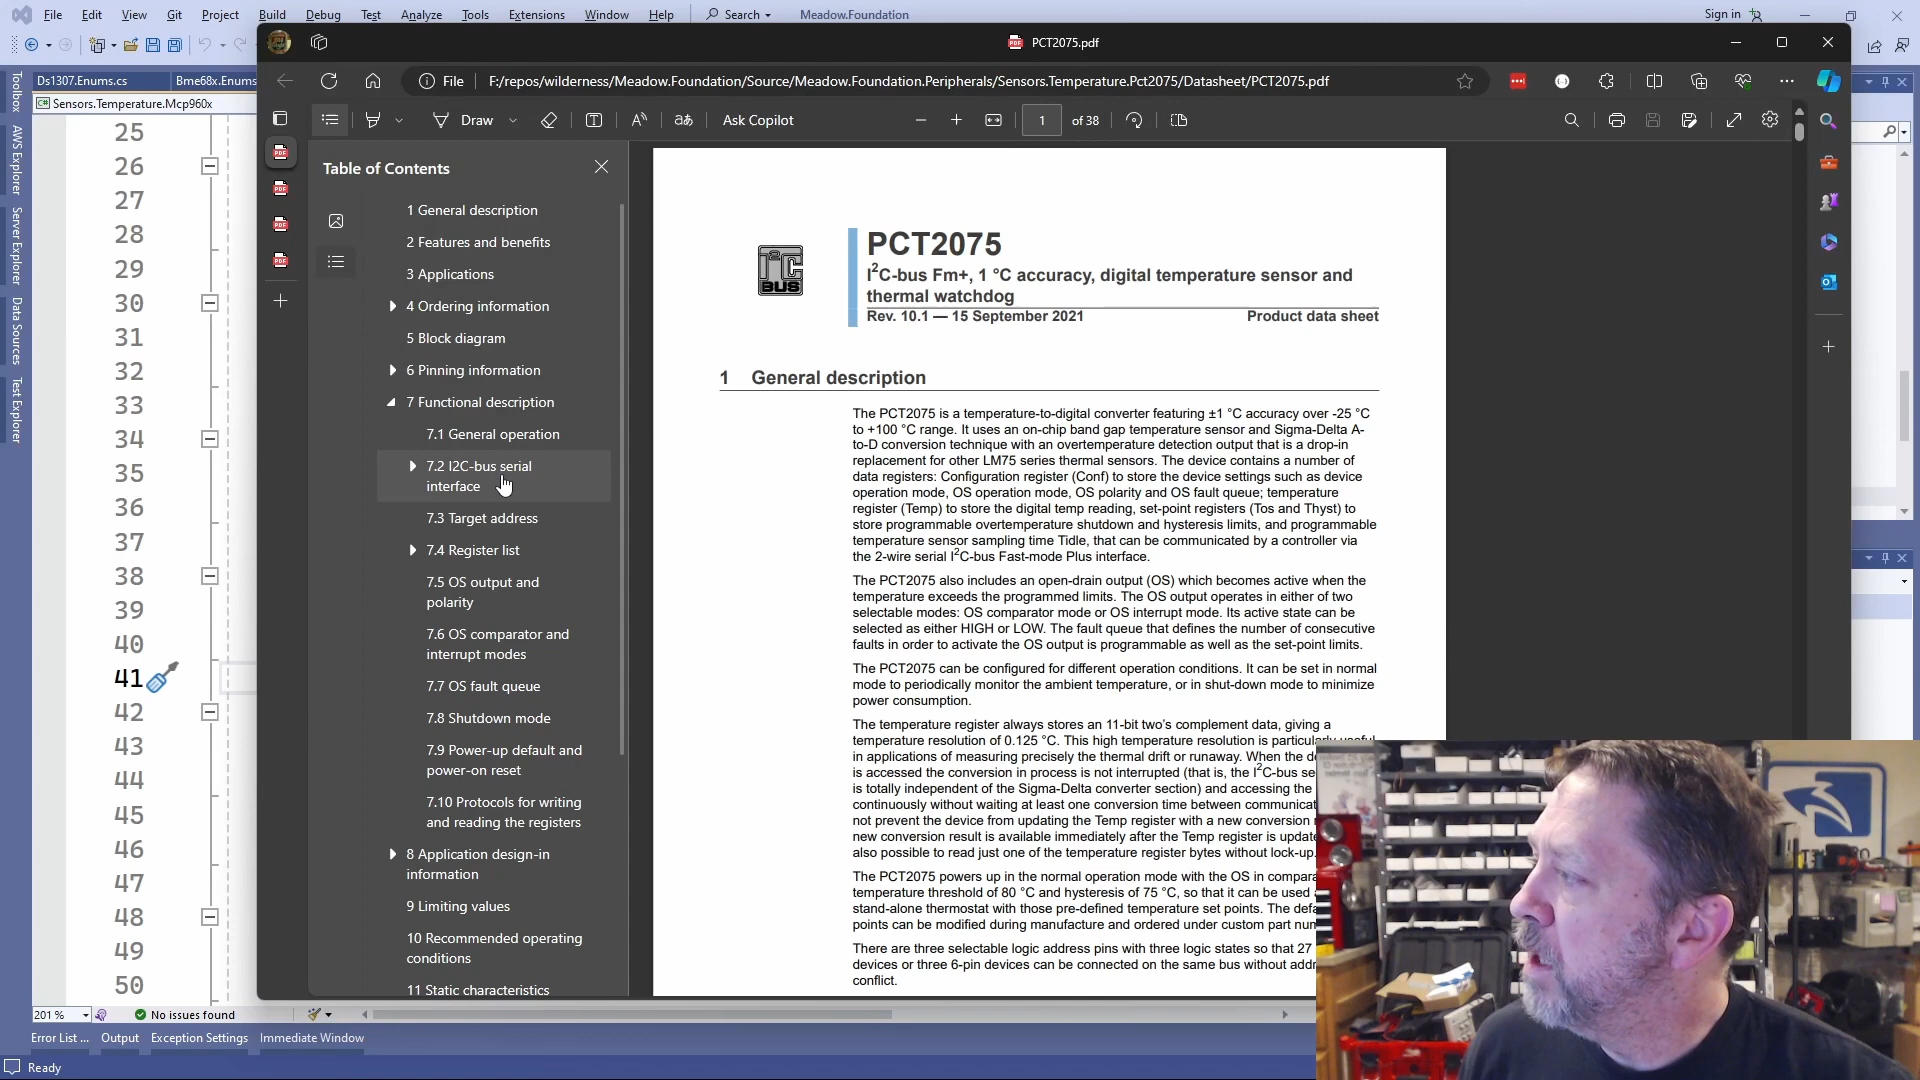 File Edit View Git Project Build Debug Test Analyze Tools Extensions Window Help Search Meadow.Foundation Sign in
PCT2075.pdf
Ds1307.Enums.cs Bme68x.Enums
File F:/repos/wilderness/Meadow.Foundation/Source/Meadow.Foundation.Peripherals/Sensors.Temperature.Pct2075/Datasheet/PCT2075.pdf
Sensors.Temperature.Mcp960x
Draw aあ Ask Copilot 1 of 38
Toolbox
AWS Explorer
Server Explorer
Data Sources
Test Explorer
25
26
27
28
29
30
31
32
33
34
35
36
37
38
39
40
41
42
43
44
45
46
47
48
49
50
Table of Contents
1 General description
2 Features and benefits
3 Applications
4 Ordering information
5 Block diagram
6 Pinning information
7 Functional description
7.1 General operation
7.2 I2C-bus serial
interface
7.3 Target address
7.4 Register list
7.5 OS output and
polarity
7.6 OS comparator and
interrupt modes
7.7 OS fault queue
7.8 Shutdown mode
7.9 Power-up default and
power-on reset
7.10 Protocols for writing
and reading the registers
8 Application design-in
information
9 Limiting values
10 Recommended operating
conditions
11 Static characteristics
I²C
BUS
PCT2075
I²C-bus Fm+, 1 °C accuracy, digital temperature sensor and
thermal watchdog
Rev. 10.1 — 15 September 2021 Product data sheet
1 General description
The PCT2075 is a temperature-to-digital converter featuring ±1 °C accuracy over -25 °C
to +100 °C range. It uses an on-chip band gap temperature sensor and Sigma-Delta A-
to-D conversion technique with an overtemperature detection output that is a drop-in
replacement for other LM75 series thermal sensors. The device contains a number of
data registers: Configuration register (Conf) to store the device settings such as device
operation mode, OS operation mode, OS polarity and OS fault queue; temperature
register (Temp) to store the digital temp reading, set-point registers (Tos and Thyst) to
store programmable overtemperature shutdown and hysteresis limits, and programmable
temperature sensor sampling time Tidle, that can be communicated by a controller via
the 2-wire serial I²C-bus Fast-mode Plus interface.
The PCT2075 also includes an open-drain output (OS) which becomes active when the
temperature exceeds the programmed limits. The OS output operates in either of two
selectable modes: OS comparator mode or OS interrupt mode. Its active state can be
selected as either HIGH or LOW. The fault queue that defines the number of consecutive
faults in order to activate the OS output is programmable as well as the set-point limits.
The PCT2075 can be configured for different operation conditions. It can be set in normal
mode to periodically monitor the ambient temperature, or in shut-down mode to minimize
power consumption.
The temperature register always stores an 11-bit two's complement data, giving a
temperature resolution of 0.125 °C. This high temperature resolution is particularly useful
in applications of measuring precisely the thermal drift or runaway. When the de
is accessed the conversion in process is not interrupted (that is, the I²C-bus se
is totally independent of the Sigma-Delta converter section) and accessing the
continuously without waiting at least one conversion time between communicat
not prevent the device from updating the Temp register with a new conversion
new conversion result is available immediately after the Temp register is update
also possible to read just one of the temperature register bytes without lock-up.
The PCT2075 powers up in the normal operation mode with the OS in compara
temperature threshold of 80 °C and hysteresis of 75 °C, so that it can be used
stand-alone thermostat with those pre-defined temperature set points. The defa
points can be modified during manufacture and ordered under custom part num
There are three selectable logic address pins with three logic states so that 27
devices or three 6-pin devices can be connected on the same bus without addr
conflict.
201 % No issues found
Error List ... Output Exception Settings Immediate Window
Ready